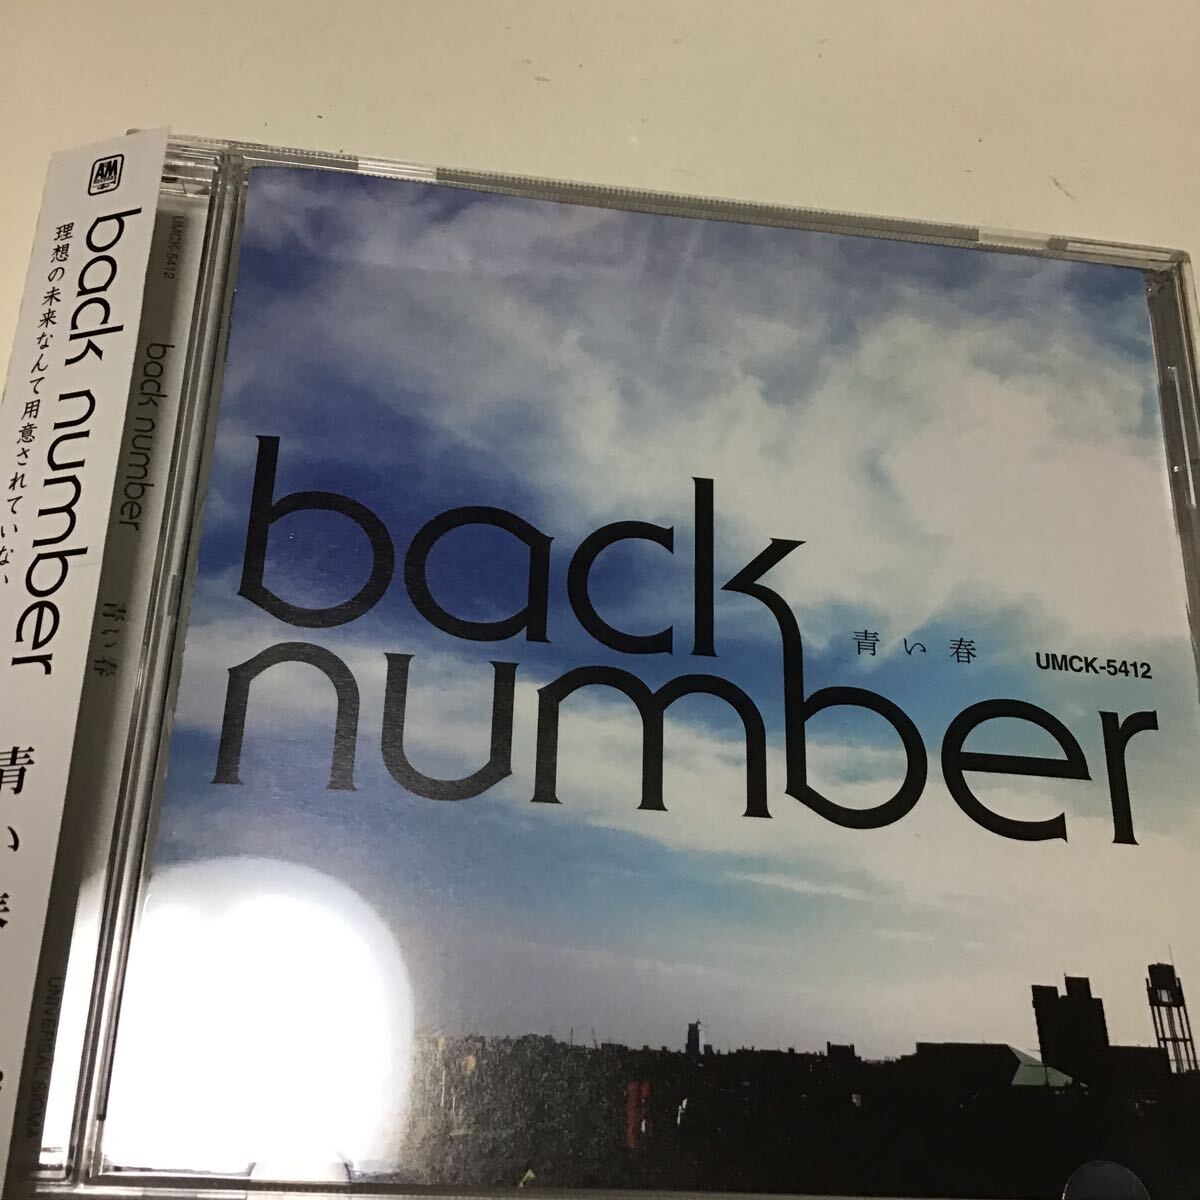 A&M
back number 青い春
理想の未来なんて用意されていない
UMCK-5412
back number
青い春
UNIVERSAL SIGMA
back
number
青い春
UMCK-5412